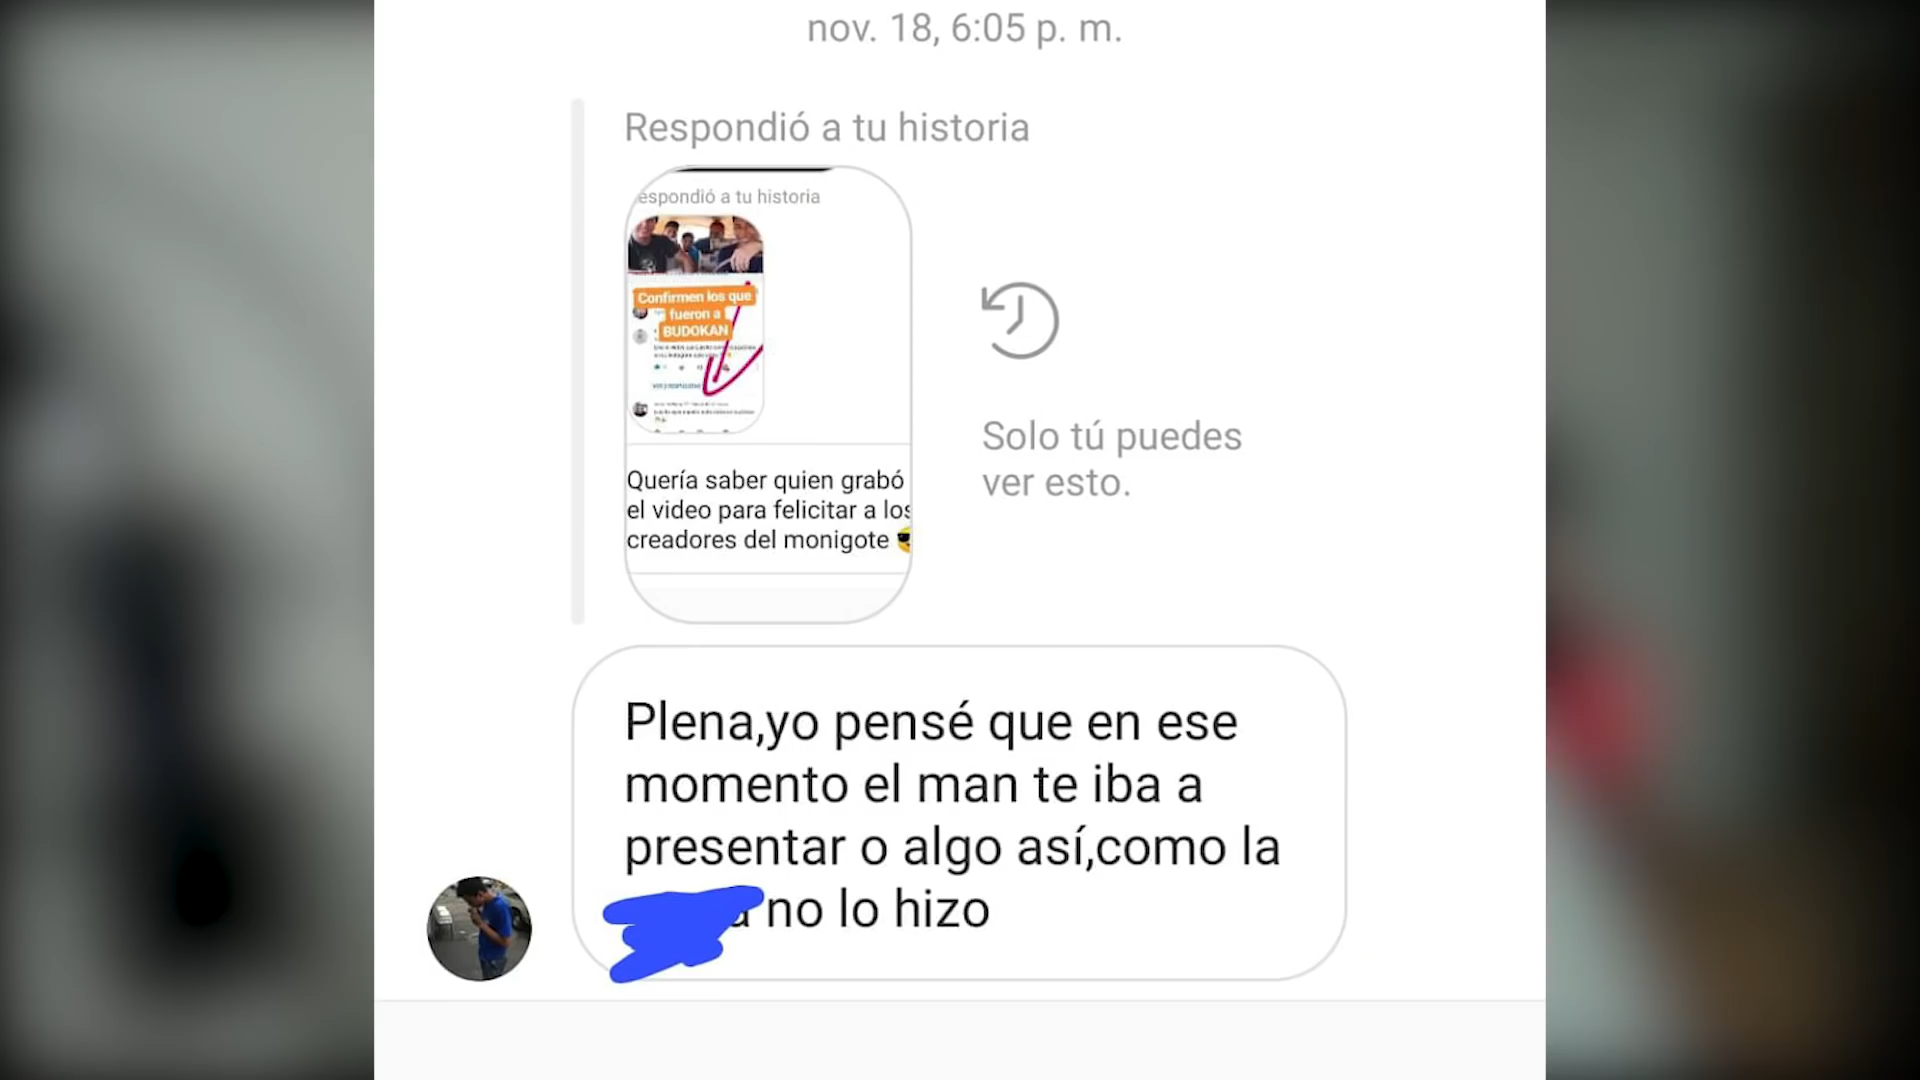 nov. 18, 6:05 p. m.
Respondió a tu historia
espondió a tu historia
Confirmen los que
fueron a
BUDOKAN
Quería saber quien grabó
el video para felicitar a los
creadores del monigote
Solo tú puedes
ver esto.
Plena,yo pensé que en ese
momento el man te iba a
presentar o algo así,como la
no lo hizo